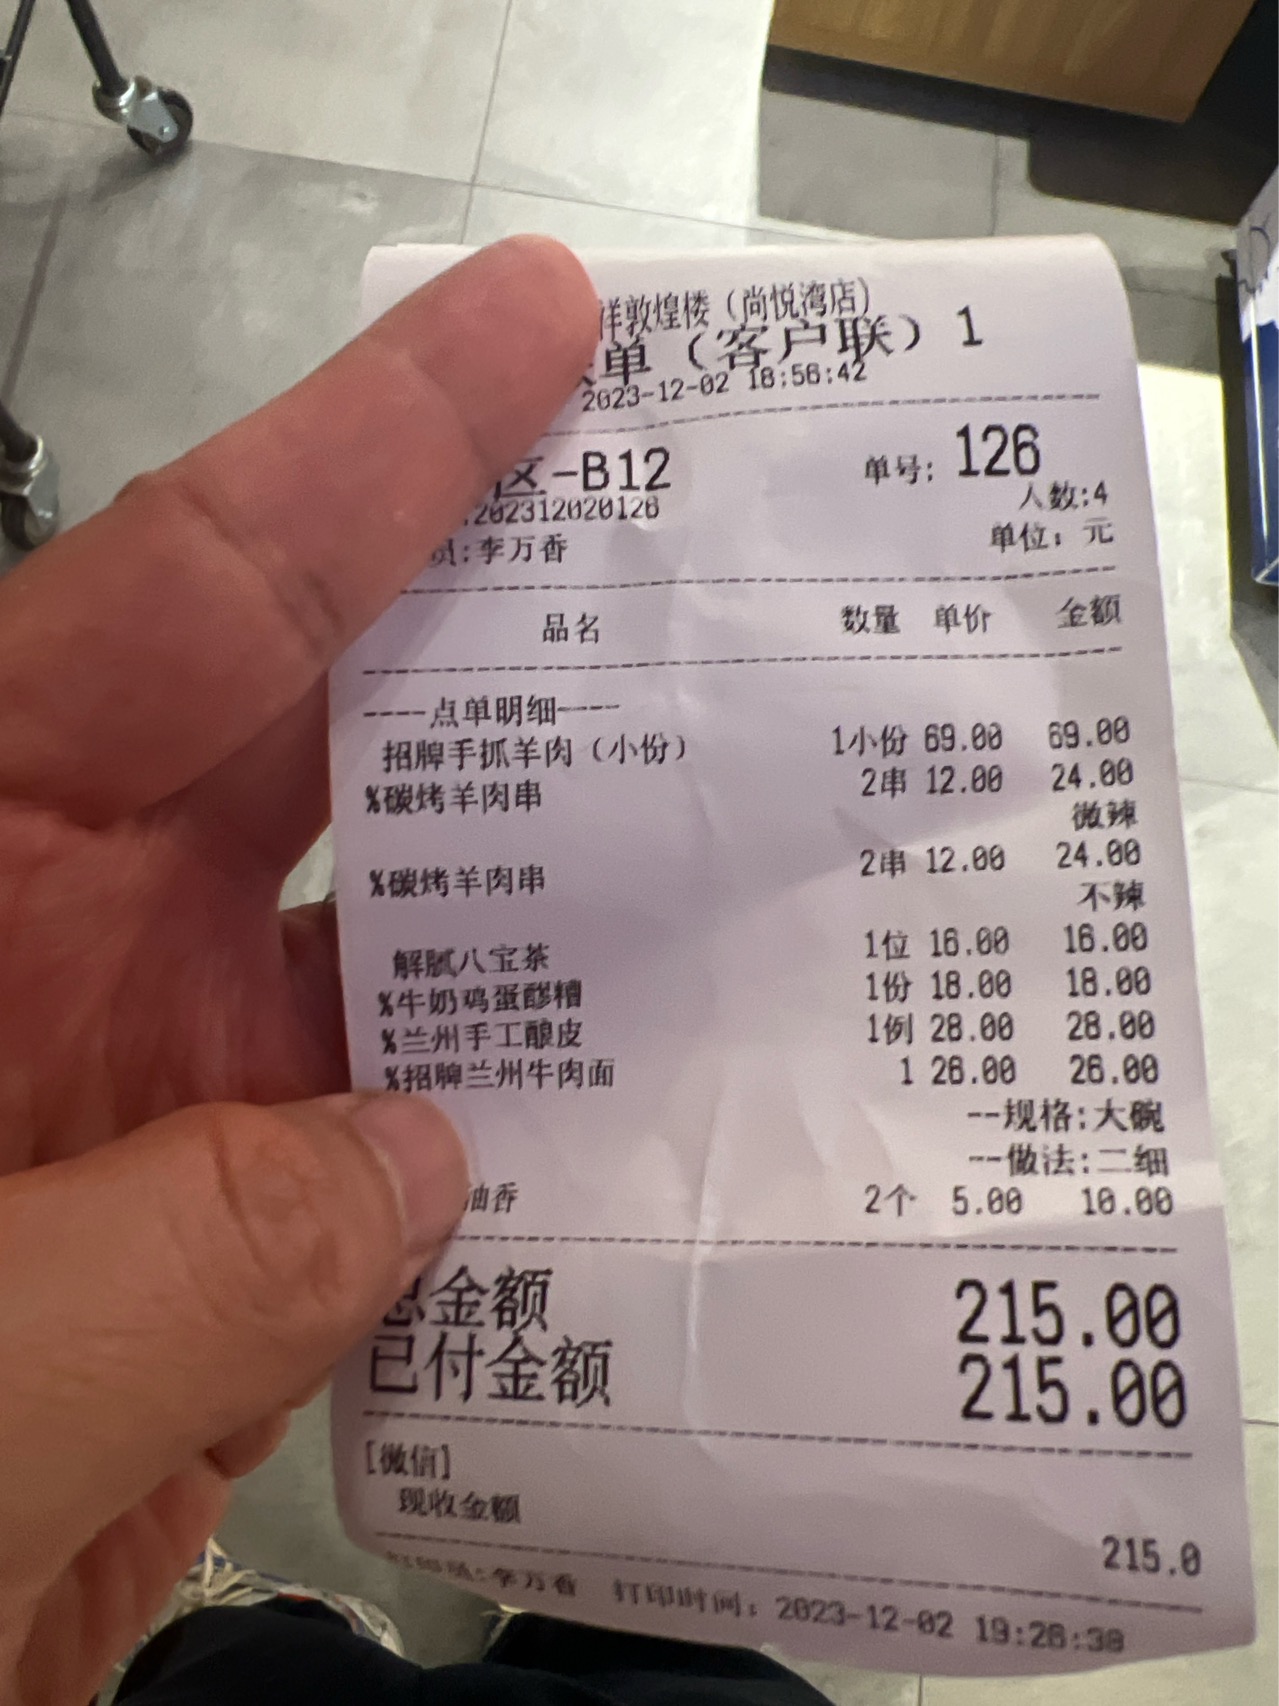 祥敦煌楼（尚悦湾店）
单（客户联）1
2023-12-02 18:56:42
区-B12 单号: 126
202312020126 人数:4
员:李万香 单位: 元
品名 数量 单价 金额
----点单明细----
招牌手抓羊肉（小份） 1小份 69.00 69.00
%碳烤羊肉串 2串 12.00 24.00
微辣
%碳烤羊肉串 2串 12.00 24.00
不辣
解腻八宝茶 1位 16.00 16.00
%牛奶鸡蛋醪糟 1份 18.00 18.00
%兰州手工酿皮 1例 28.00 28.00
%招牌兰州牛肉面 1 26.00 26.00
--规格:大碗
--做法:二细
油香 2个 5.00 10.00
总金额 215.00
已付金额 215.00
[微信]
现收金额
215.0
打印员:李万香 打印时间: 2023-12-02 19:26:38